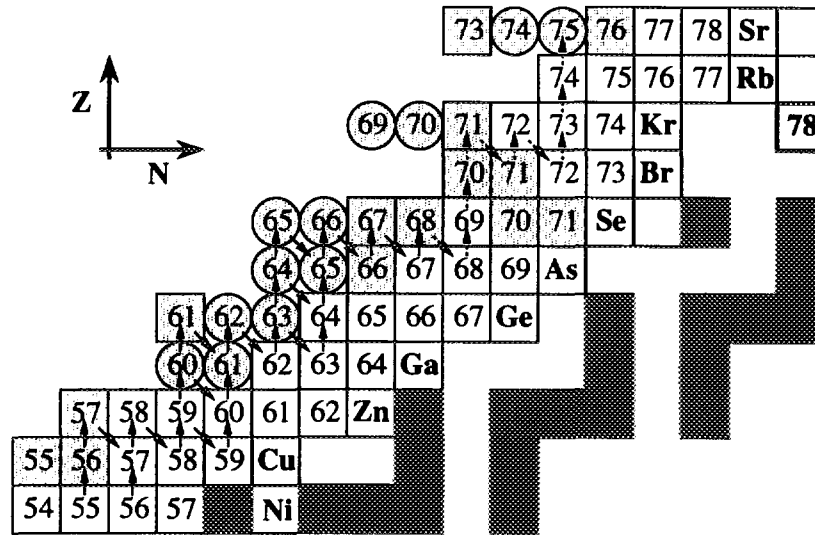 73 74 75 76 77 78 Sr
Z
74 75 76 77 Rb
69 70 71 72 73 74 Kr 78
N
70 71 72 73 Br
65 66 67 68 69 70 71 Se
64 65 66 67 68 69 As
61 62 63 64 65 66 67 Ge
60 61 62 63 64 Ga
57 58 59 60 61 62 Zn
55 56 57 58 59 Cu
54 55 56 57 Ni